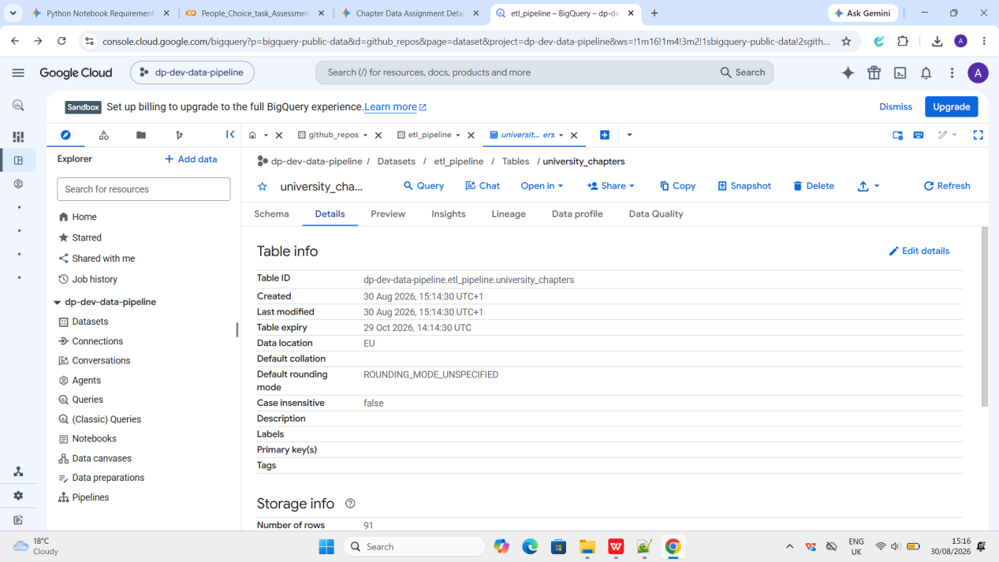 Python Notebook Requirement
People_Choice_task_Assessmen
Chapter Data Assignment Deta
etl_pipeline – BigQuery – dp-de
Ask Gemini
console.cloud.google.com/bigquery?p=bigquery-public-data&d=github_repos&page=dataset&project=dp-dev-data-pipeline&ws=!1m16!1m4!3m2!1sbigquery-public-data!2sgith...
A
Google Cloud
dp-dev-data-pipeline
Search (/) for resources, docs, products and more
Search
A
Sandbox Set up billing to upgrade to the full BigQuery experience. Learn more
Dismiss
Upgrade
github_repos
etl_pipeline
universit... ers
Explorer
+ Add data
Search for resources
Home
Starred
Shared with me
Job history
dp-dev-data-pipeline
Datasets
Connections
Conversations
Agents
Queries
(Classic) Queries
Notebooks
Data canvases
Data preparations
Pipelines
dp-dev-data-pipeline / Datasets / etl_pipeline / Tables / university_chapters
university_cha...
Query
Chat
Open in
Share
Copy
Snapshot
Delete
Refresh
Schema
Details
Preview
Insights
Lineage
Data profile
Data Quality
Table info
Edit details
Table ID dp-dev-data-pipeline.etl_pipeline.university_chapters
Created 30 Aug 2026, 15:14:30 UTC+1
Last modified 30 Aug 2026, 15:14:30 UTC+1
Table expiry 29 Oct 2026, 14:14:30 UTC
Data location EU
Default collation
Default rounding mode ROUNDING_MODE_UNSPECIFIED
Case insensitive false
Description
Labels
Primary key(s)
Tags
Storage info
Number of rows 91
18°C
Cloudy
Search
ENG
UK
15:16
30/08/2026